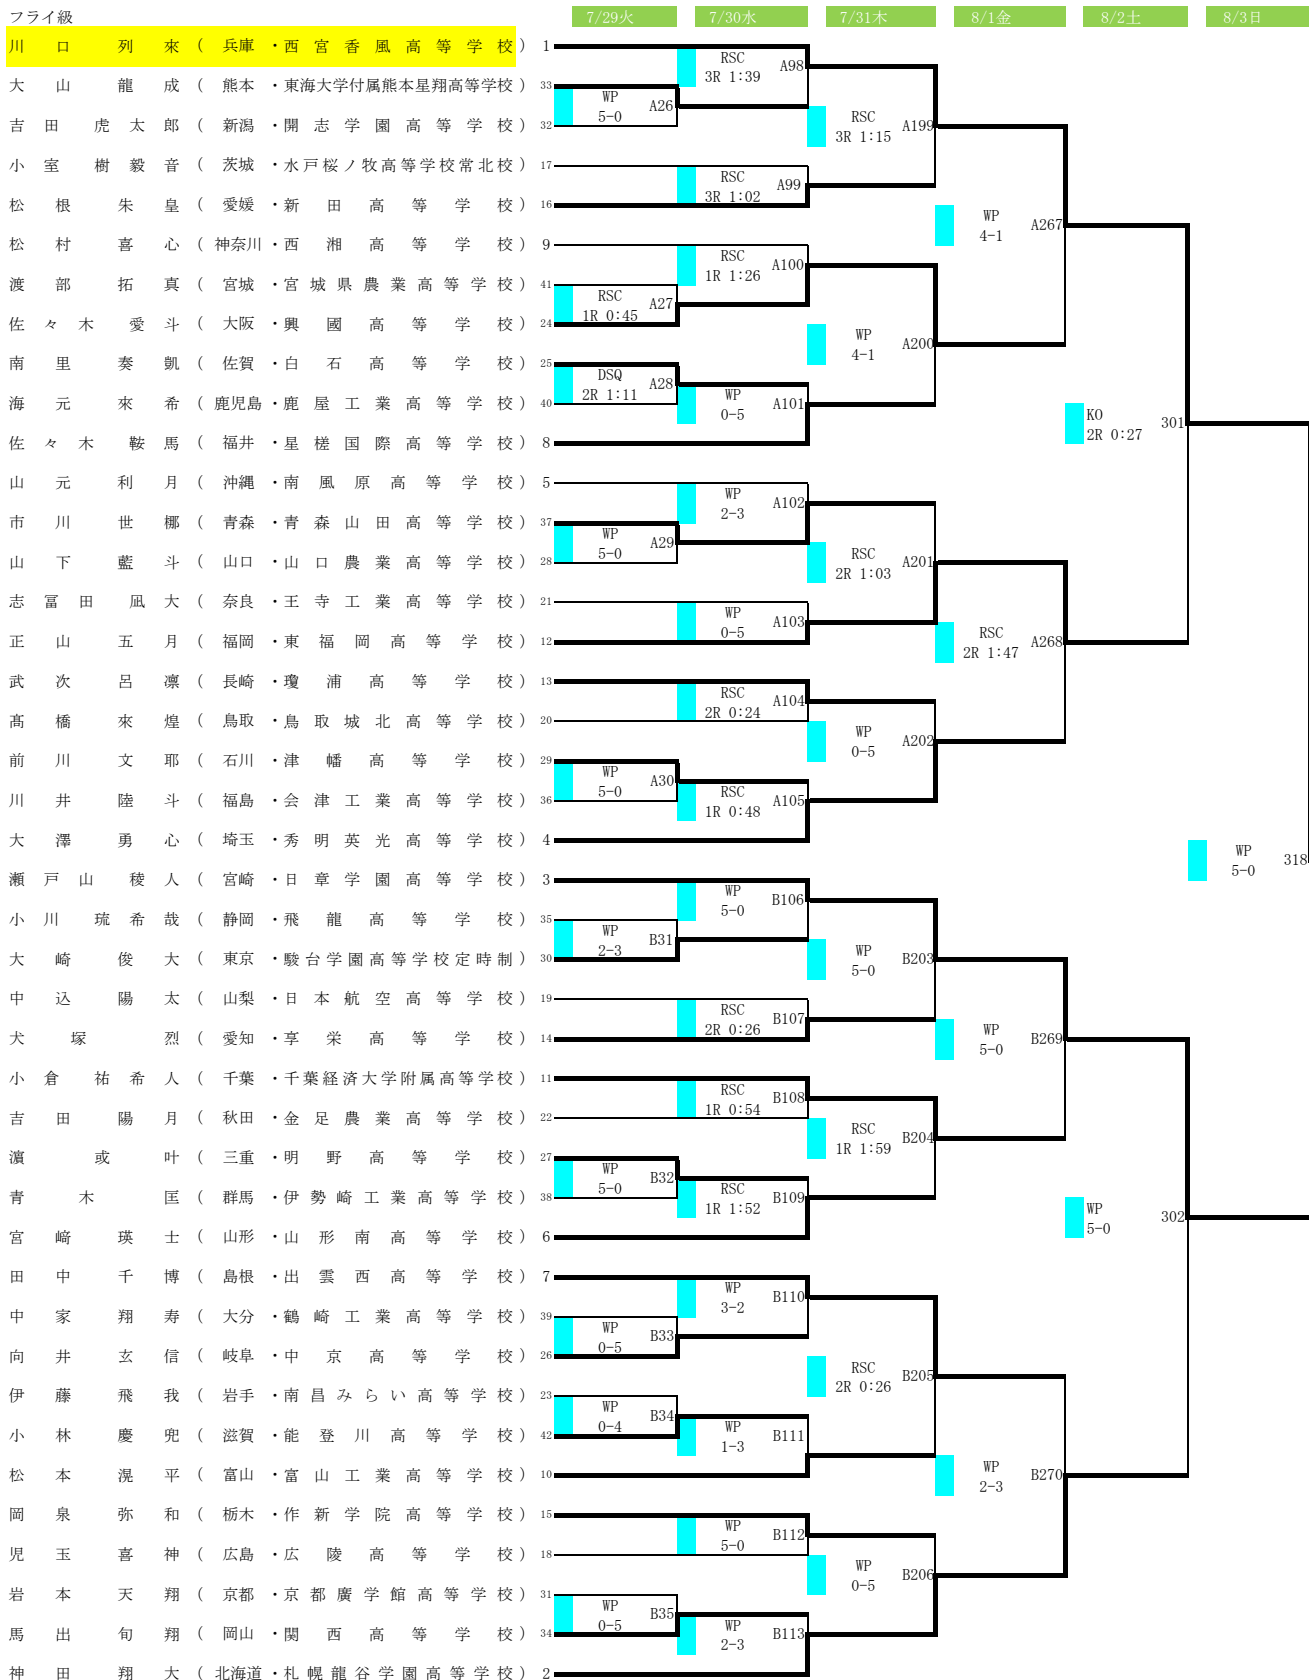 フライ級 7/29火 7/30水 7/31木 8/1金 8/2土 8/3日
川口列來 ( 兵庫 ・西宮香風高等学校 ) 1
RSC 3R 1:39 A98
大山龍成 ( 熊本 ・東海大学付属熊本星翔高等学校 ) 33
WP 5-0 A26
吉田虎太郎 ( 新潟 ・開志学園高等学校 ) 32
RSC 3R 1:15 A199
小室樹毅音 ( 茨城 ・水戸桜ノ牧高等学校常北校 ) 17
RSC 3R 1:02 A99
松根朱皇 ( 愛媛 ・新田高等学校 ) 16
WP 4-1 A267
松村喜心 ( 神奈川 ・西湘高等学校 ) 9
RSC 1R 1:26 A100
渡部拓真 ( 宮城 ・宮城県農業高等学校 ) 41
RSC 1R 0:45 A27
佐々木愛斗 ( 大阪 ・興國高等学校 ) 24
WP 4-1 A200
南里奏凱 ( 佐賀 ・白石高等学校 ) 25
DSQ 2R 1:11 A28
海元來希 ( 鹿児島 ・鹿屋工業高等学校 ) 40
WP 0-5 A101
KO 2R 0:27 301
佐々木鞍馬 ( 福井 ・星槎国際高等学校 ) 8
山元利月 ( 沖縄 ・南風原高等学校 ) 5
WP 2-3 A102
市川世梛 ( 青森 ・青森山田高等学校 ) 37
WP 5-0 A29
山下藍斗 ( 山口 ・山口農業高等学校 ) 28
RSC 2R 1:03 A201
志冨田凪大 ( 奈良 ・王寺工業高等学校 ) 21
WP 0-5 A103
正山五月 ( 福岡 ・東福岡高等学校 ) 12
RSC 2R 1:47 A268
武次呂凛 ( 長崎 ・瓊浦高等学校 ) 13
RSC 2R 0:24 A104
髙橋來煌 ( 鳥取 ・鳥取城北高等学校 ) 20
WP 0-5 A202
前川文耶 ( 石川 ・津幡高等学校 ) 29
WP 5-0 A30
川井陸斗 ( 福島 ・会津工業高等学校 ) 36
RSC 1R 0:48 A105
大澤勇心 ( 埼玉 ・秀明英光高等学校 ) 4
WP 5-0 318
瀬戸山稜人 ( 宮崎 ・日章学園高等学校 ) 3
WP 5-0 B106
小川琉希哉 ( 静岡 ・飛龍高等学校 ) 35
WP 2-3 B31
大崎俊大 ( 東京 ・駿台学園高等学校定時制 ) 30
WP 5-0 B203
中込陽太 ( 山梨 ・日本航空高等学校 ) 19
RSC 2R 0:26 B107
犬塚烈 ( 愛知 ・享栄高等学校 ) 14
WP 5-0 B269
小倉祐希人 ( 千葉 ・千葉経済大学附属高等学校 ) 11
RSC 1R 0:54 B108
吉田陽月 ( 秋田 ・金足農業高等学校 ) 22
RSC 1R 1:59 B204
濵或叶 ( 三重 ・明野高等学校 ) 27
WP 5-0 B32
青木匡 ( 群馬 ・伊勢崎工業高等学校 ) 38
RSC 1R 1:52 B109
WP 5-0 302
宮﨑瑛士 ( 山形 ・山形南高等学校 ) 6
田中千博 ( 島根 ・出雲西高等学校 ) 7
WP 3-2 B110
中家翔寿 ( 大分 ・鶴崎工業高等学校 ) 39
WP 0-5 B33
向井玄信 ( 岐阜 ・中京高等学校 ) 26
RSC 2R 0:26 B205
伊藤飛我 ( 岩手 ・南昌みらい高等学校 ) 23
WP 0-4 B34
小林慶兜 ( 滋賀 ・能登川高等学校 ) 42
WP 1-3 B111
松本滉平 ( 富山 ・富山工業高等学校 ) 10
WP 2-3 B270
岡泉弥和 ( 栃木 ・作新学院高等学校 ) 15
WP 5-0 B112
児玉喜神 ( 広島 ・広陵高等学校 ) 18
WP 0-5 B206
岩本天翔 ( 京都 ・京都廣学館高等学校 ) 31
WP 0-5 B35
馬出旬翔 ( 岡山 ・関西高等学校 ) 34
WP 2-3 B113
神田翔大 ( 北海道 ・札幌龍谷学園高等学校 ) 2